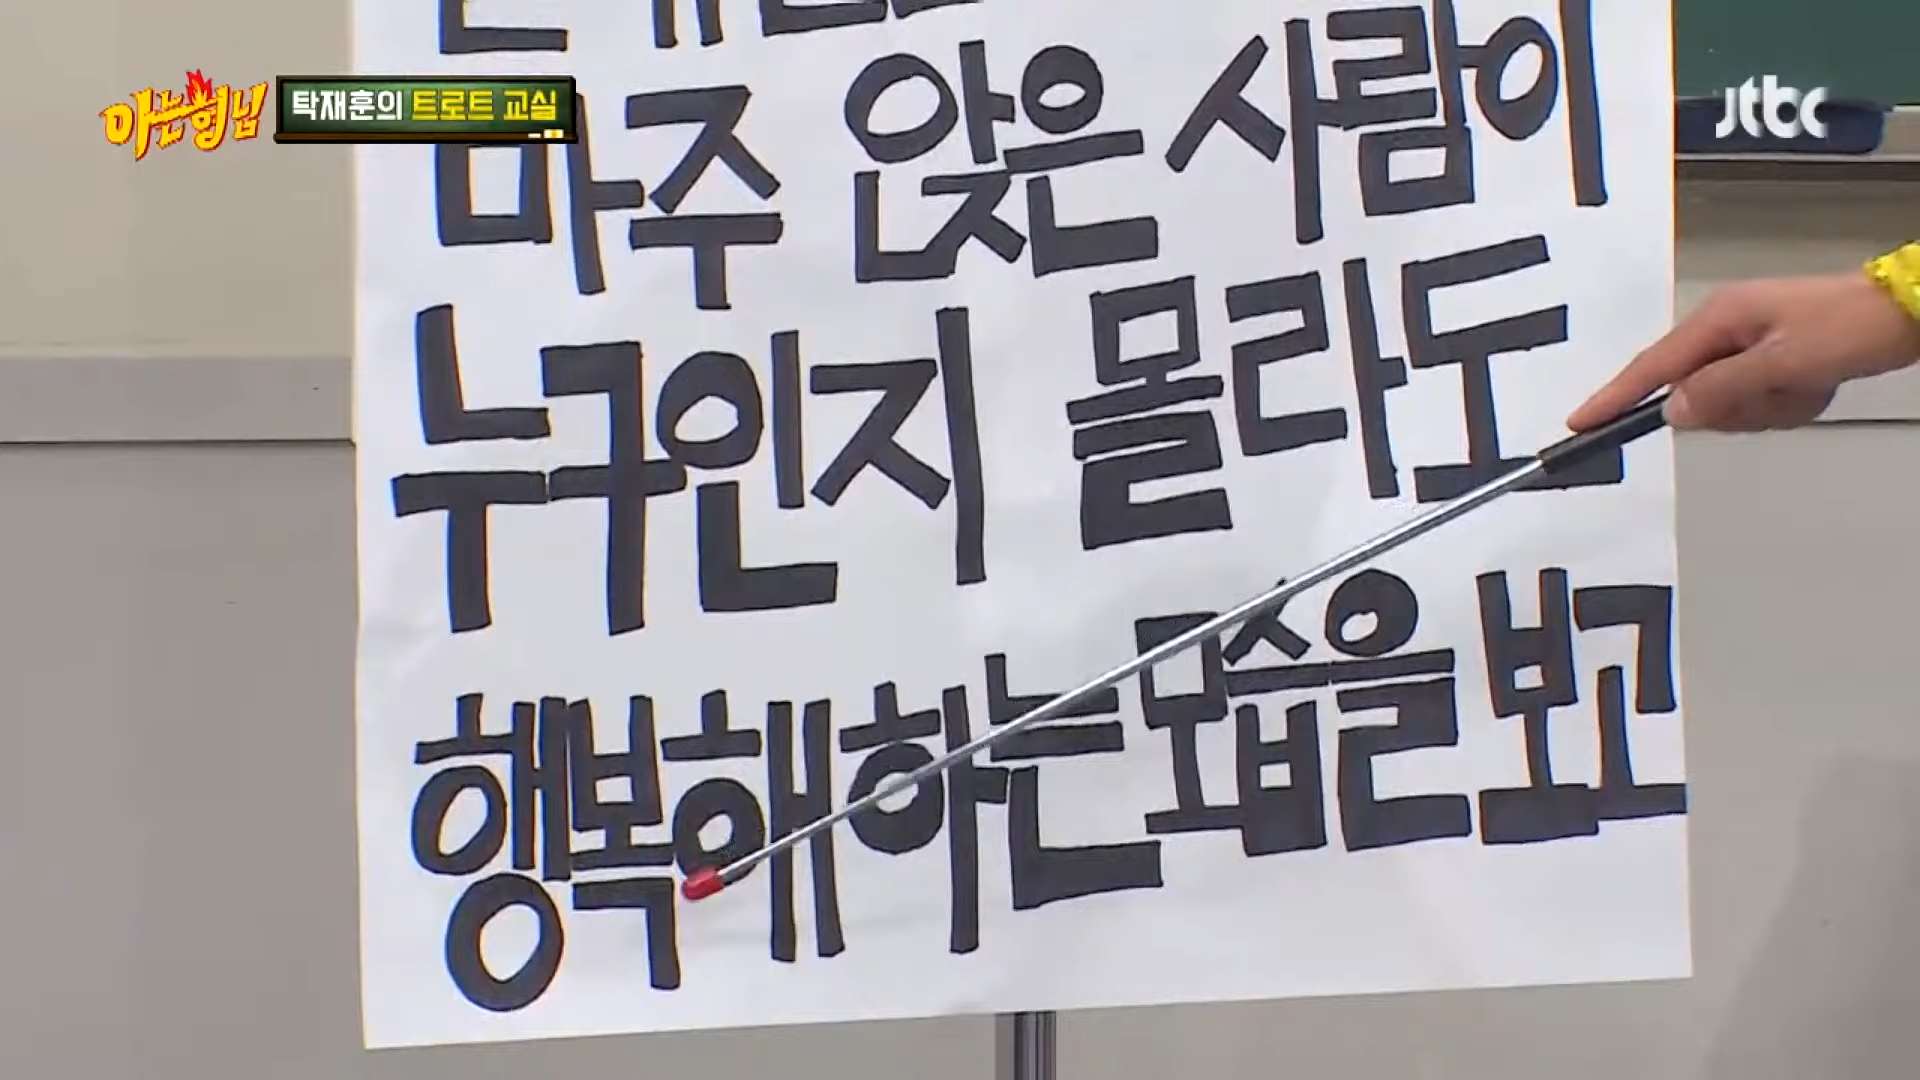 아는형님
탁재훈의 트로트 교실
jtbc
마주 앉은 사람이
누구인지 몰라도
행복해하는 모습을 보고